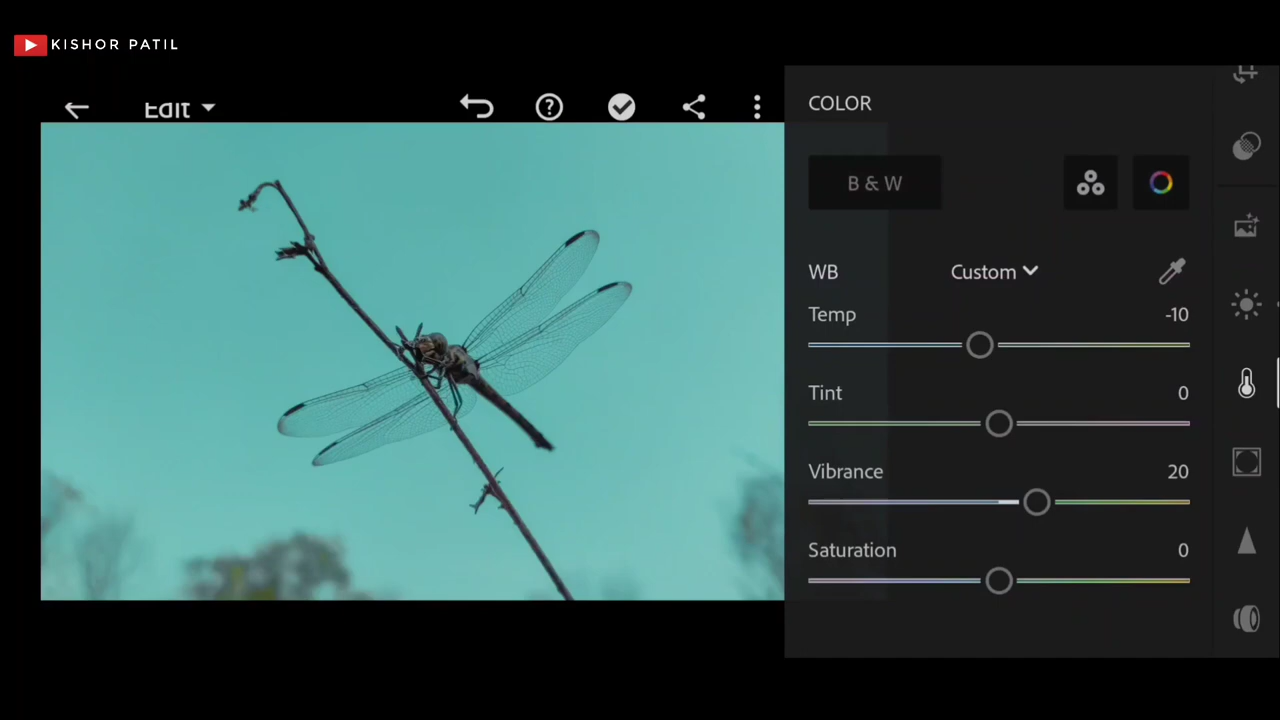 KISHOR PATIL
Edit
COLOR
B & W
WB Custom
Temp -10
Tint 0
Vibrance 20
Saturation 0